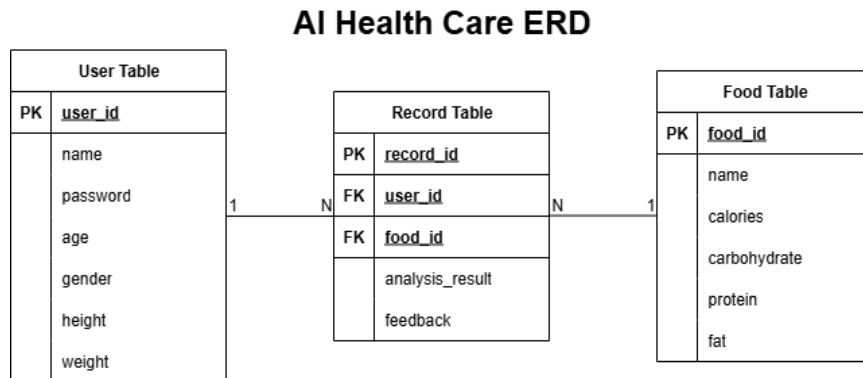 AI Health Care ERD
User Table
PK user_id
name
password
age
gender
height
weight
1 N
Record Table
PK record_id
FK user_id
FK food_id
analysis_result
feedback
N 1
Food Table
PK food_id
name
calories
carbohydrate
protein
fat